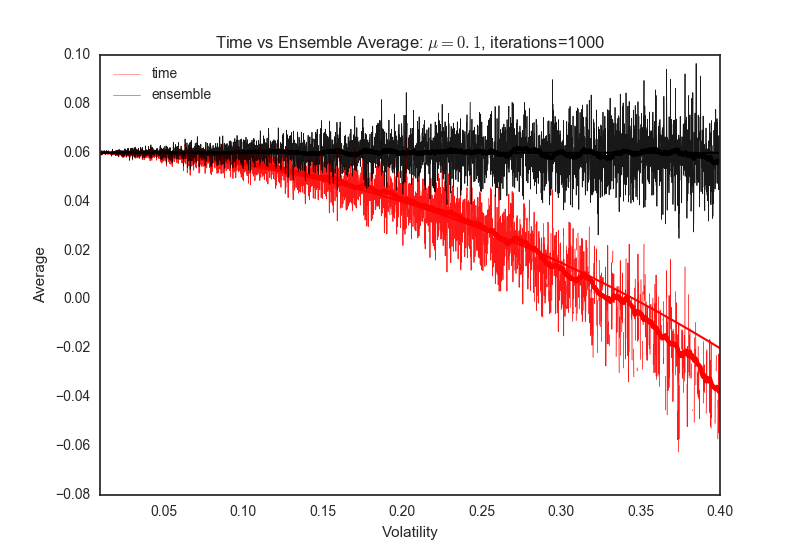 Time vs Ensemble Average: μ = 0.1, iterations=1000
time
ensemble
0.10
0.08
0.06
0.04
0.02
0.00
−0.02
−0.04
−0.06
−0.08
Average
0.05 0.10 0.15 0.20 0.25 0.30 0.35 0.40
Volatility